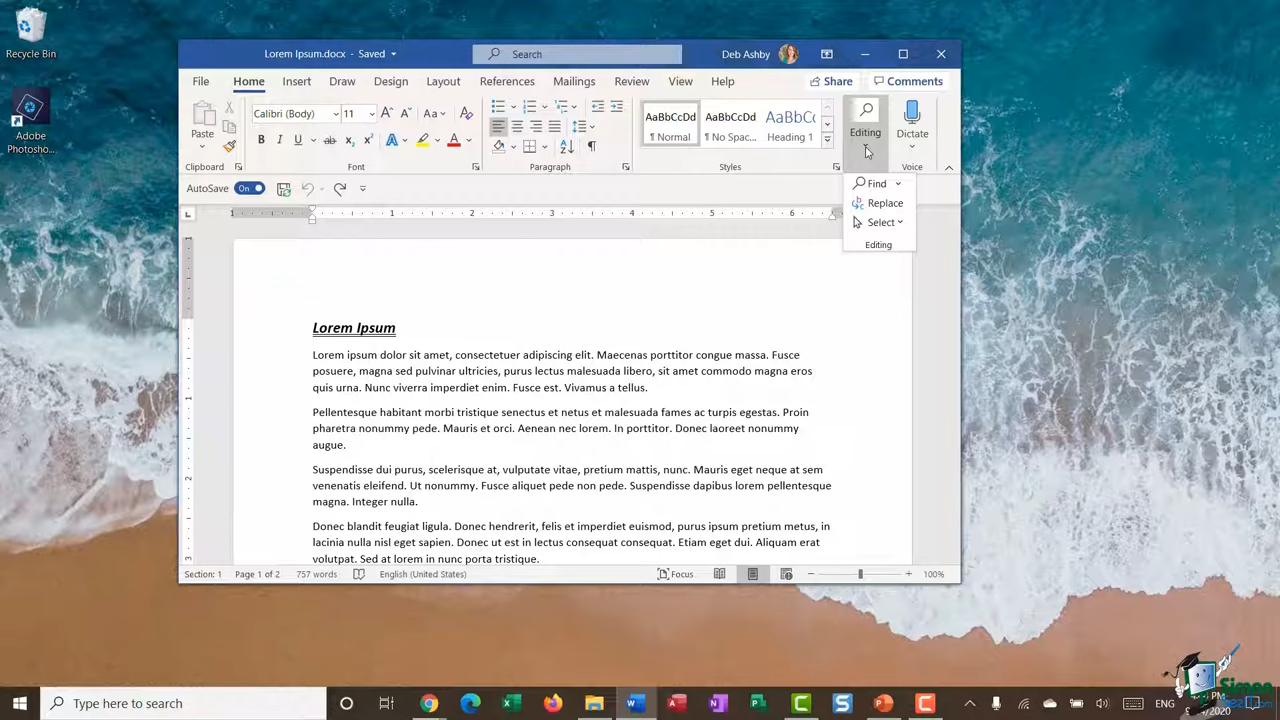 Recycle Bin
Adobe
Photosho...
Lorem Ipsum.docx - Saved
Search
Deb Ashby
File Home Insert Draw Design Layout References Mailings Review View Help Share Comments
Paste
Clipboard
Calibri (Body) 11
Font
Paragraph
AaBbCcDd AaBbCcDd AaBbCc
¶ Normal ¶ No Spac... Heading 1
Styles
Editing
Dictate
Voice
AutoSave On
Find
Replace
Select
Editing
1 1 2 3 4 5 6
Lorem Ipsum
Lorem ipsum dolor sit amet, consectetuer adipiscing elit. Maecenas porttitor congue massa. Fusce
posuere, magna sed pulvinar ultricies, purus lectus malesuada libero, sit amet commodo magna eros
quis urna. Nunc viverra imperdiet enim. Fusce est. Vivamus a tellus.
Pellentesque habitant morbi tristique senectus et netus et malesuada fames ac turpis egestas. Proin
pharetra nonummy pede. Mauris et orci. Aenean nec lorem. In porttitor. Donec laoreet nonummy
augue.
Suspendisse dui purus, scelerisque at, vulputate vitae, pretium mattis, nunc. Mauris eget neque at sem
venenatis eleifend. Ut nonummy. Fusce aliquet pede non pede. Suspendisse dapibus lorem pellentesque
magna. Integer nulla.
Donec blandit feugiat ligula. Donec hendrerit, felis et imperdiet euismod, purus ipsum pretium metus, in
lacinia nulla nisl eget sapien. Donec ut est in lectus consequat consequat. Etiam eget dui. Aliquam erat
volutpat. Sed at lorem in nunc porta tristique.
Section: 1 Page 1 of 2 757 words English (United States) Focus 100%
Type here to search
ENG